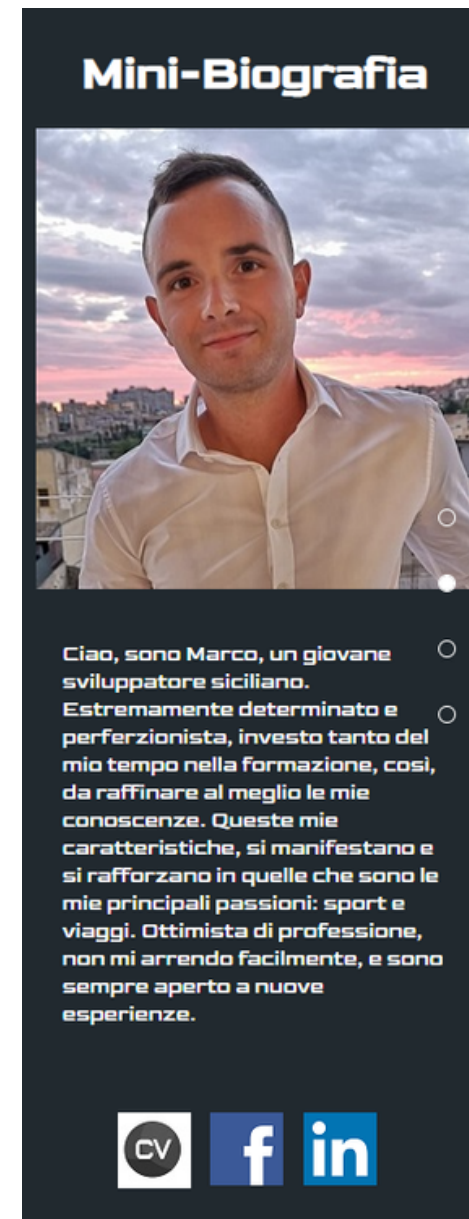 Mini-Biografia
Ciao, sono Marco, un giovane
sviluppatore siciliano.
Estremamente determinato e
perferzionista, investo tanto del
mio tempo nella formazione, così,
da raffinare al meglio le mie
conoscenze. Queste mie
caratteristiche, si manifestano e
si rafforzano in quelle che sono le
mie principali passioni: sport e
viaggi. Ottimista di professione,
non mi arrendo facilmente, e sono
sempre aperto a nuove
esperienze.
CV f in